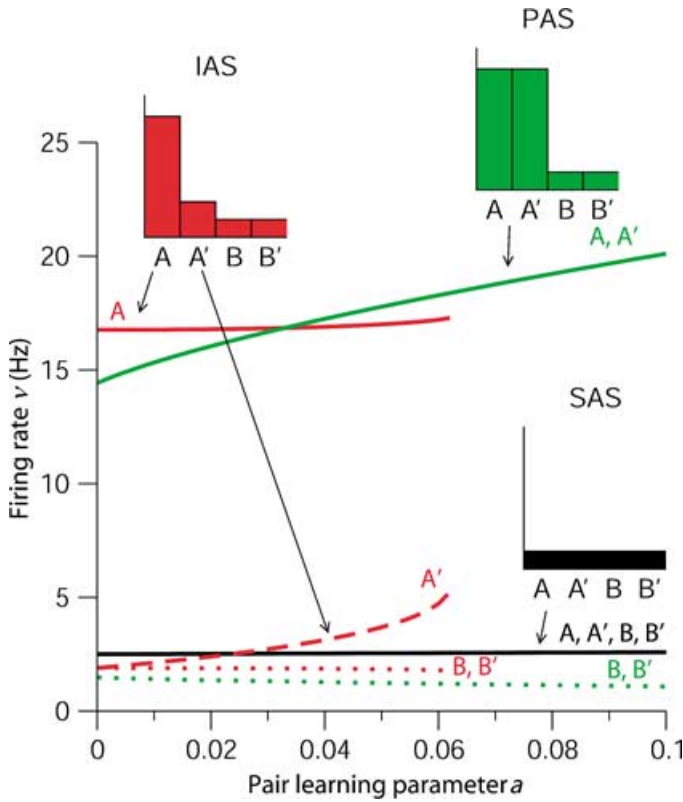 PAS
IAS
25
A A′ B B′
A, A′
A A′ B B′
20
A
15
SAS
Firing rate ν (Hz)
10
A′
A A′ B B′
5
A, A′, B, B′
B, B′
B, B′
0
0 0.02 0.04 0.06 0.08 0.1
Pair learning parameter a